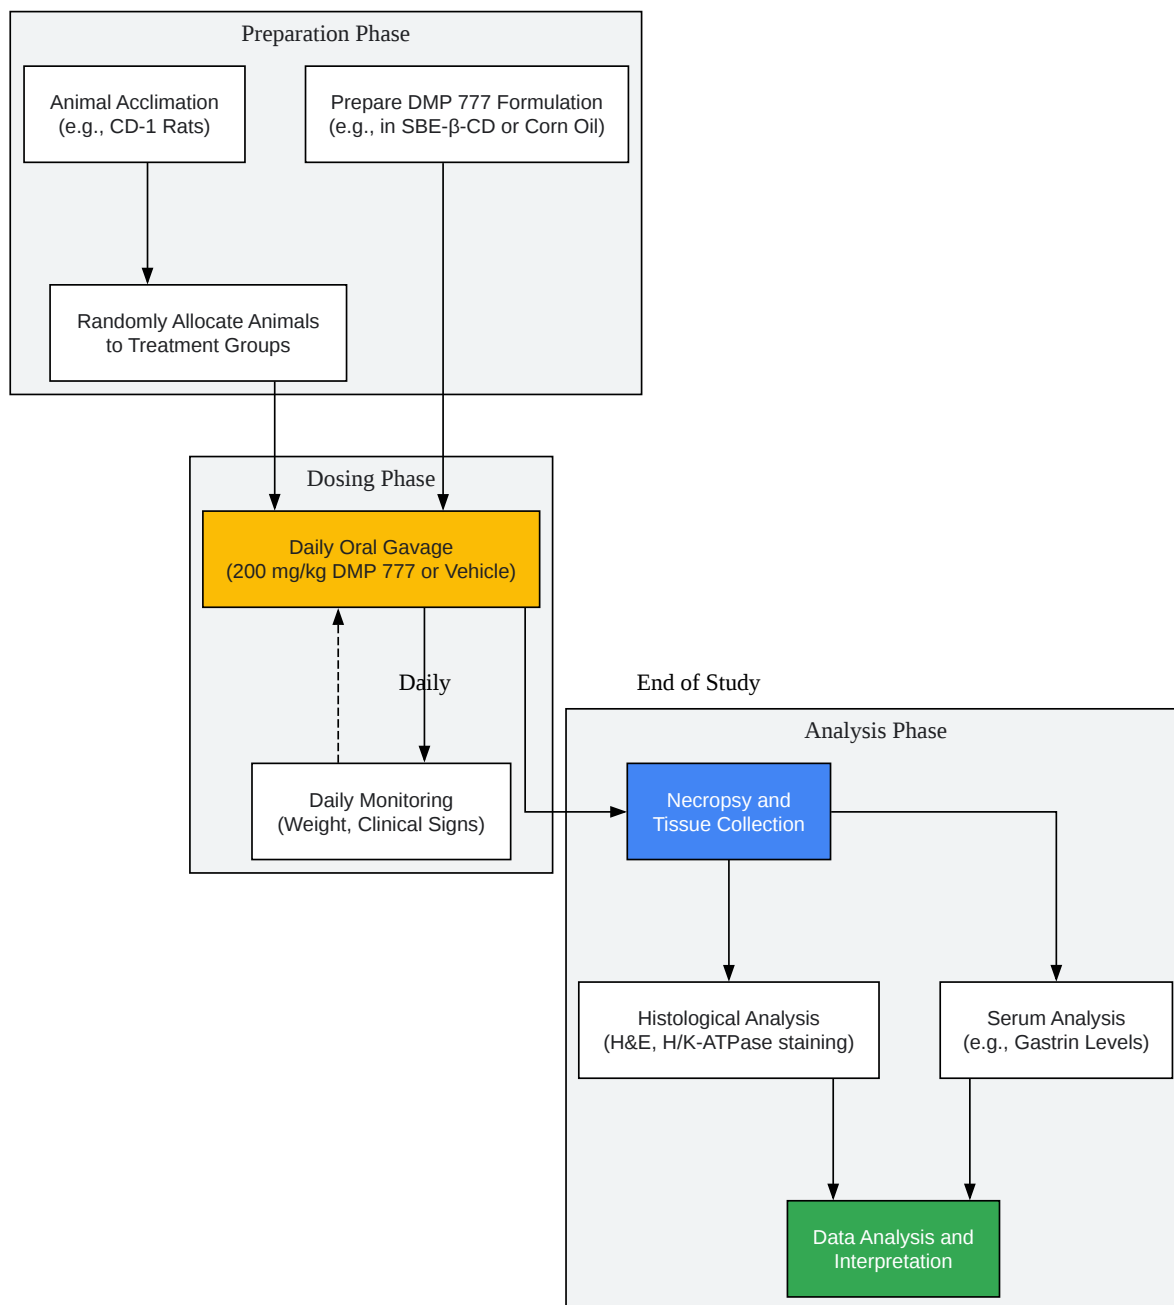 Preparation Phase
Animal Acclimation
(e.g., CD-1 Rats)
Prepare DMP 777 Formulation
(e.g., in SBE-β-CD or Corn Oil)
Randomly Allocate Animals
to Treatment Groups
Dosing Phase
Daily Oral Gavage
(200 mg/kg DMP 777 or Vehicle)
Daily
End of Study
Daily Monitoring
(Weight, Clinical Signs)
Analysis Phase
Necropsy and
Tissue Collection
Histological Analysis
(H&E, H/K-ATPase staining)
Serum Analysis
(e.g., Gastrin Levels)
Data Analysis and
Interpretation